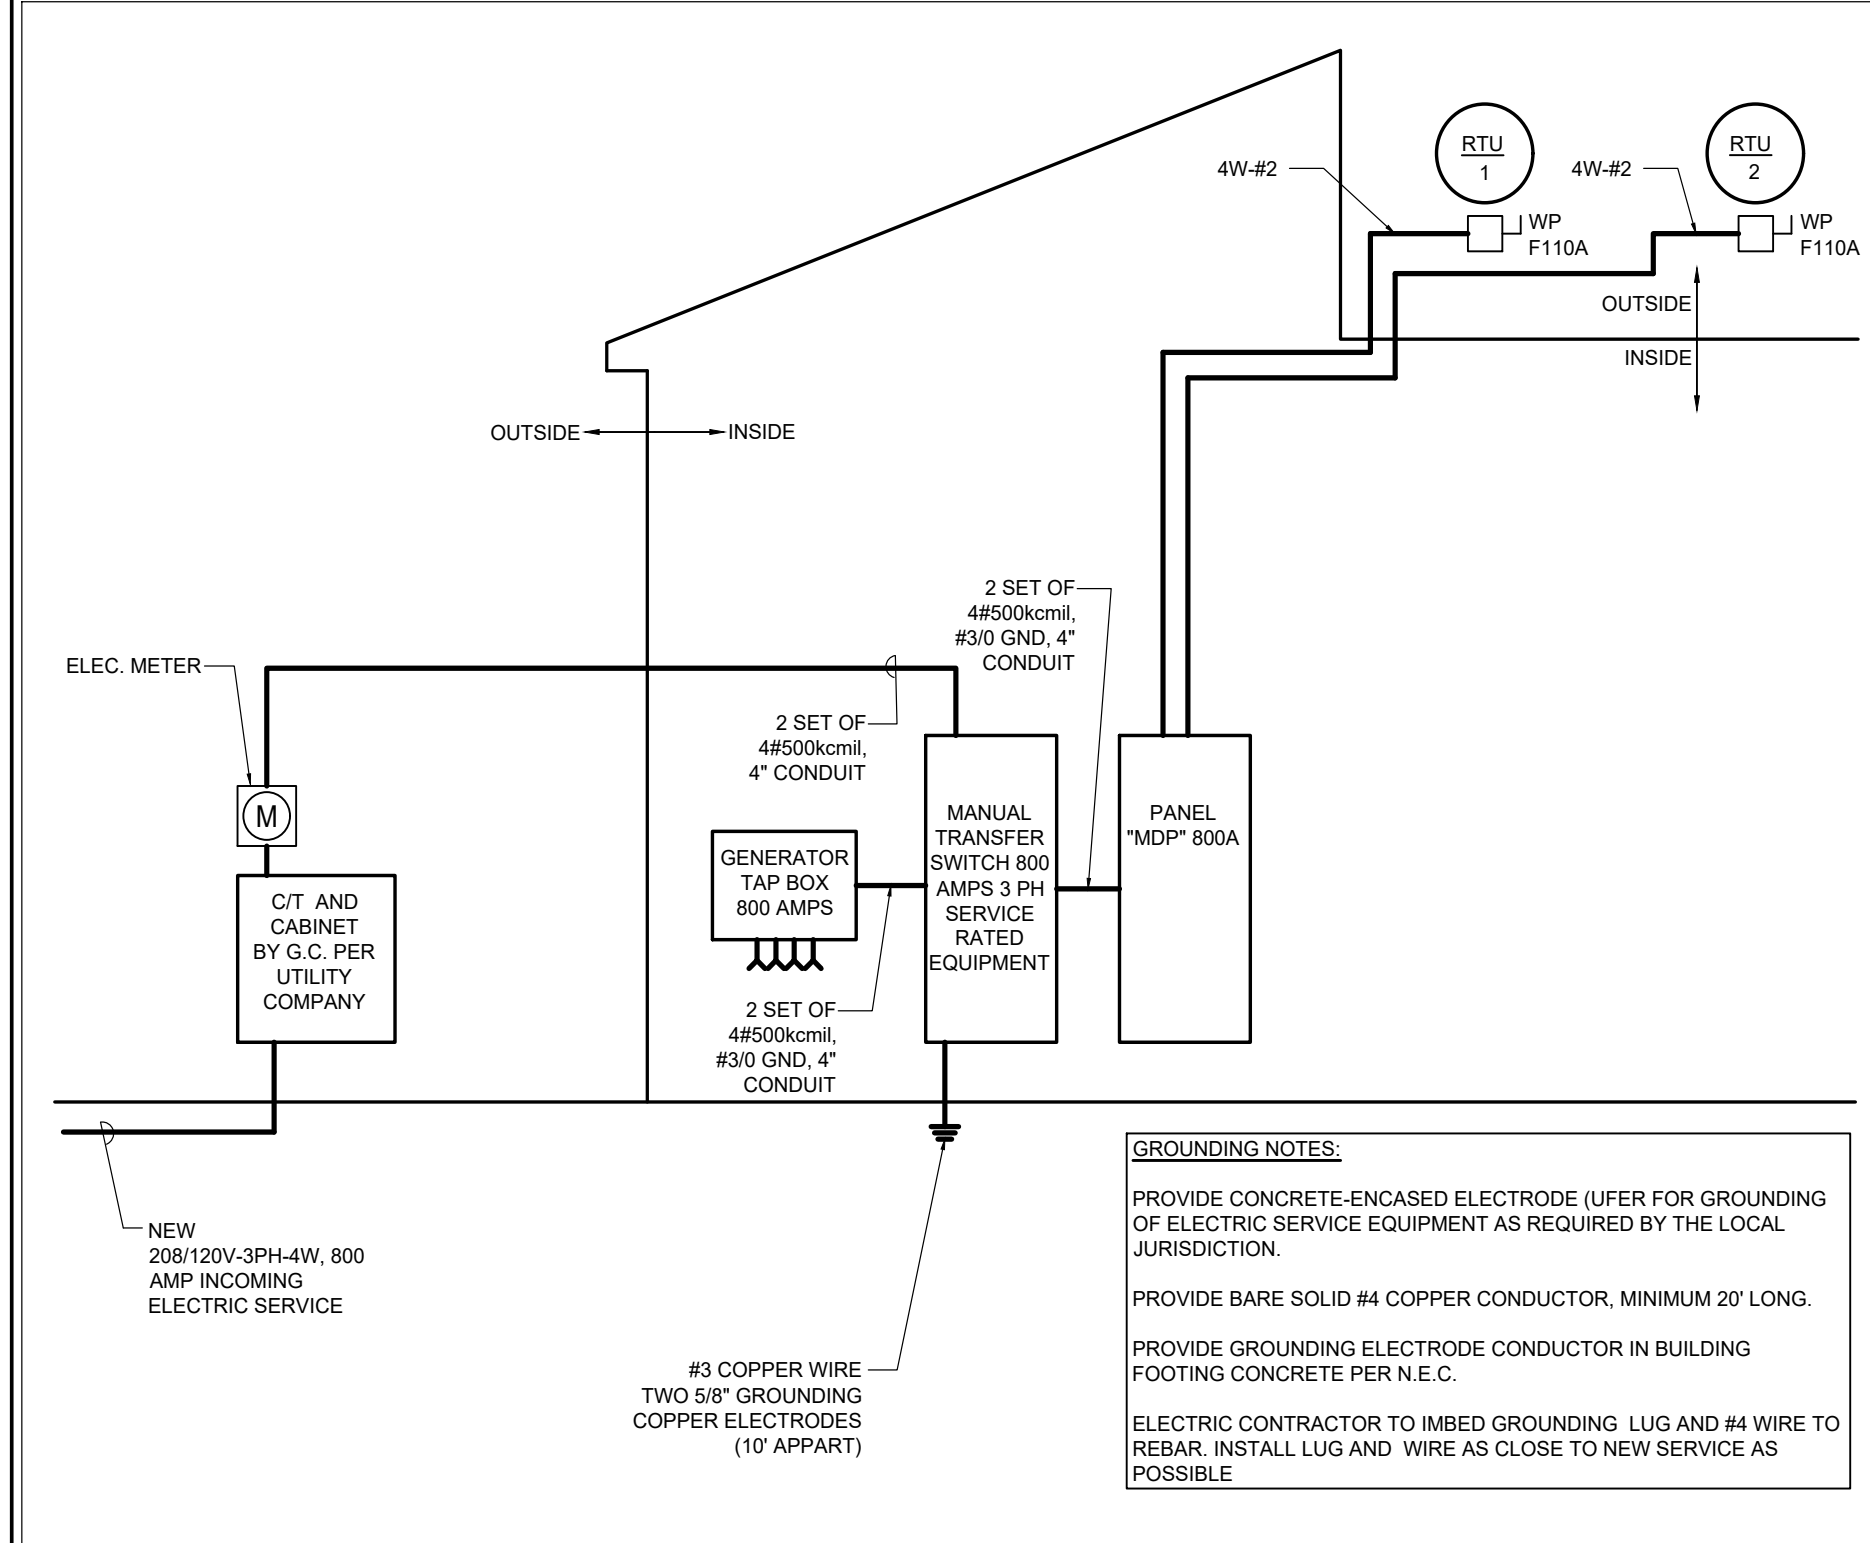 RTU
1
RTU
2
4W-#2
4W-#2
WP
F110A
WP
F110A
OUTSIDE
INSIDE
OUTSIDE
INSIDE
2 SET OF
4#500kcmil,
#3/0 GND, 4"
CONDUIT
ELEC. METER
2 SET OF
4#500kcmil,
4" CONDUIT
M
MANUAL
TRANSFER
SWITCH 800
AMPS 3 PH
SERVICE
RATED
EQUIPMENT
PANEL
"MDP" 800A
GENERATOR
TAP BOX
800 AMPS
C/T AND
CABINET
BY G.C. PER
UTILITY
COMPANY
2 SET OF
4#500kcmil,
#3/0 GND, 4"
CONDUIT
NEW
208/120V-3PH-4W, 800
AMP INCOMING
ELECTRIC SERVICE
#3 COPPER WIRE
TWO 5/8" GROUNDING
COPPER ELECTRODES
(10' APPART)
GROUNDING NOTES:
PROVIDE CONCRETE-ENCASED ELECTRODE (UFER FOR GROUNDING
OF ELECTRIC SERVICE EQUIPMENT AS REQUIRED BY THE LOCAL
JURISDICTION.
PROVIDE BARE SOLID #4 COPPER CONDUCTOR, MINIMUM 20' LONG.
PROVIDE GROUNDING ELECTRODE CONDUCTOR IN BUILDING
FOOTING CONCRETE PER N.E.C.
ELECTRIC CONTRACTOR TO IMBED GROUNDING LUG AND #4 WIRE TO
REBAR. INSTALL LUG AND WIRE AS CLOSE TO NEW SERVICE AS
POSSIBLE